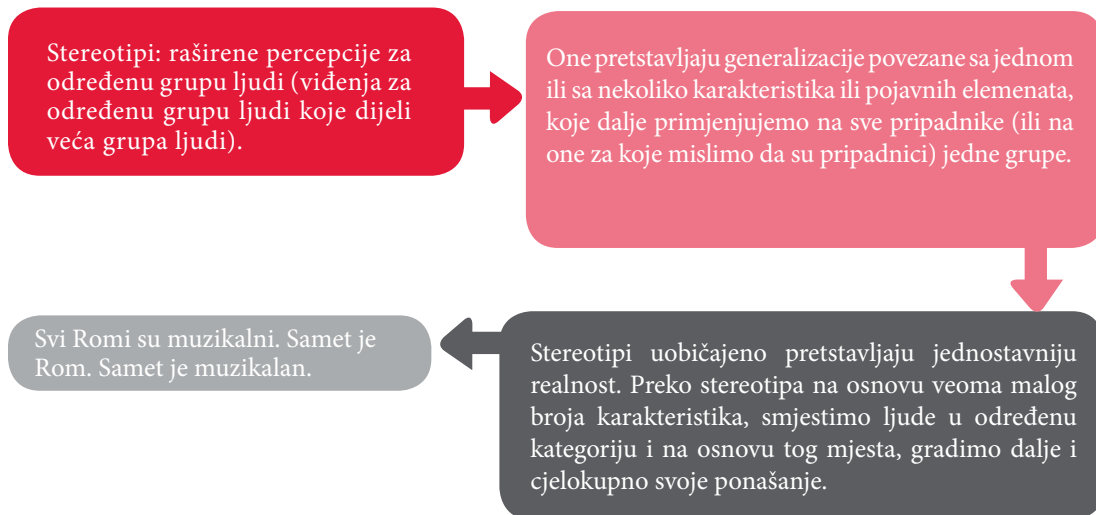 Stereotipi: raširene percepcije za
određenu grupu ljudi (viđenja za
određenu grupu ljudi koje dijeli
veća grupa ljudi).
One pretstavljaju generalizacije povezane sa jednom
ili sa nekoliko karakteristika ili pojavnih elemenata,
koje dalje primjenjujemo na sve pripadnike (ili na
one za koje mislimo da su pripadnici) jedne grupe.
Stereotipi uobičajeno pretstavljaju jednostavniju
realnost. Preko stereotipa na osnovu veoma malog
broja karakteristika, smjestimo ljude u određenu
kategoriju i na osnovu tog mjesta, gradimo dalje i
cjelokupno svoje ponašanje.
Svi Romi su muzikalni. Samet je
Rom. Samet je muzikalan.